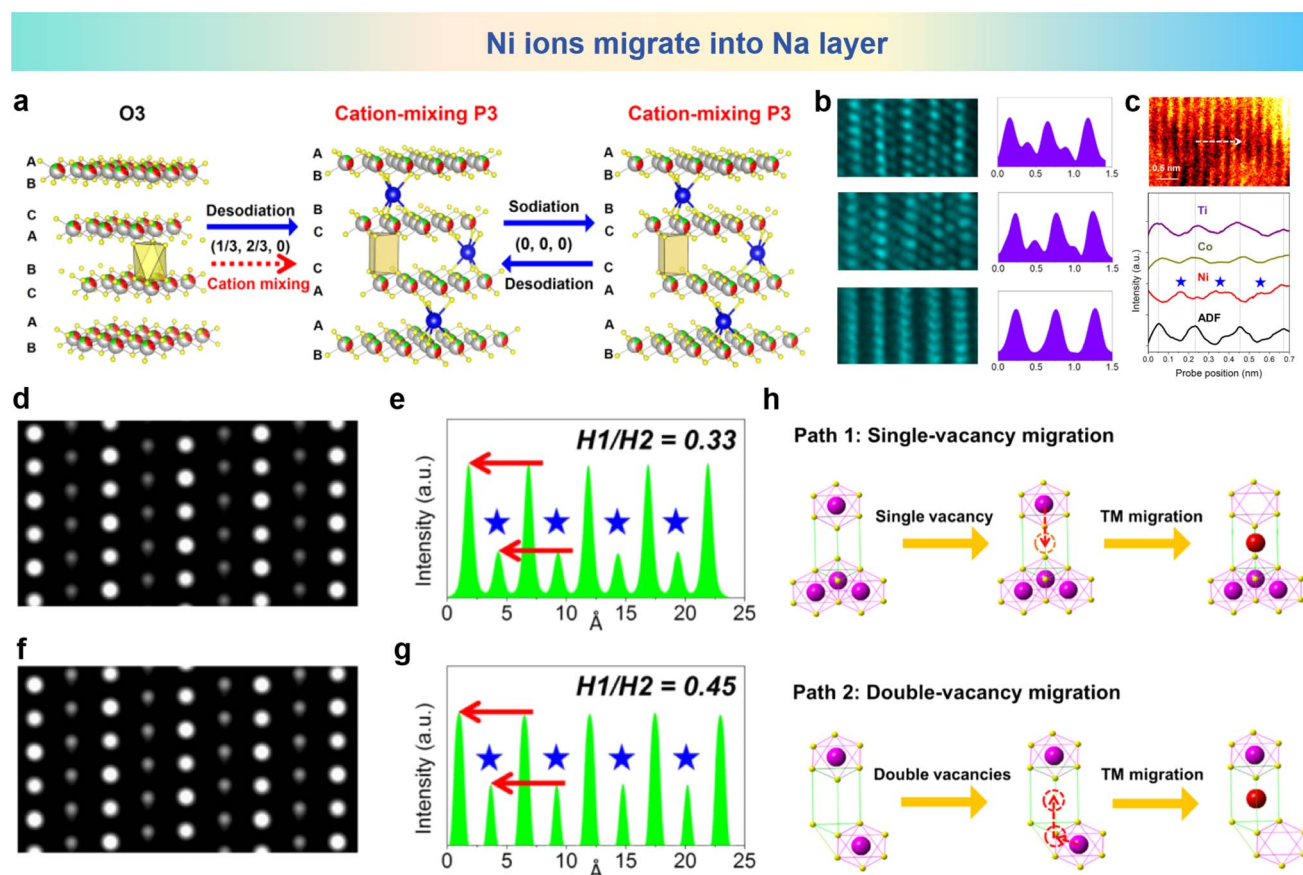 Ni ions migrate into Na layer
a
O3
Cation-mixing P3
Cation-mixing P3
A
B
C
A
B
C
A
B
Desodiation
(1/3, 2/3, 0)
Cation mixing
A
B
B
C
C
A
A
B
Sodiation
(0, 0, 0)
Desodiation
A
B
B
C
C
A
A
B
b
0.0 0.5 1.0 1.5
0.0 0.5 1.0 1.5
0.0 0.5 1.0 1.5
c
0.5 nm
Intensity (a.u.)
Ti
Co
Ni
ADF
0.0 0.1 0.2 0.3 0.4 0.5 0.6 0.7
Probe position (nm)
d
e
H1/H2 = 0.33
Intensity (a.u.)
0 5 10 15 20 25
Å
f
g
H1/H2 = 0.45
Intensity (a.u.)
0 5 10 15 20 25
Å
h
Path 1: Single-vacancy migration
Single vacancy
TM migration
Path 2: Double-vacancy migration
Double vacancies
TM migration